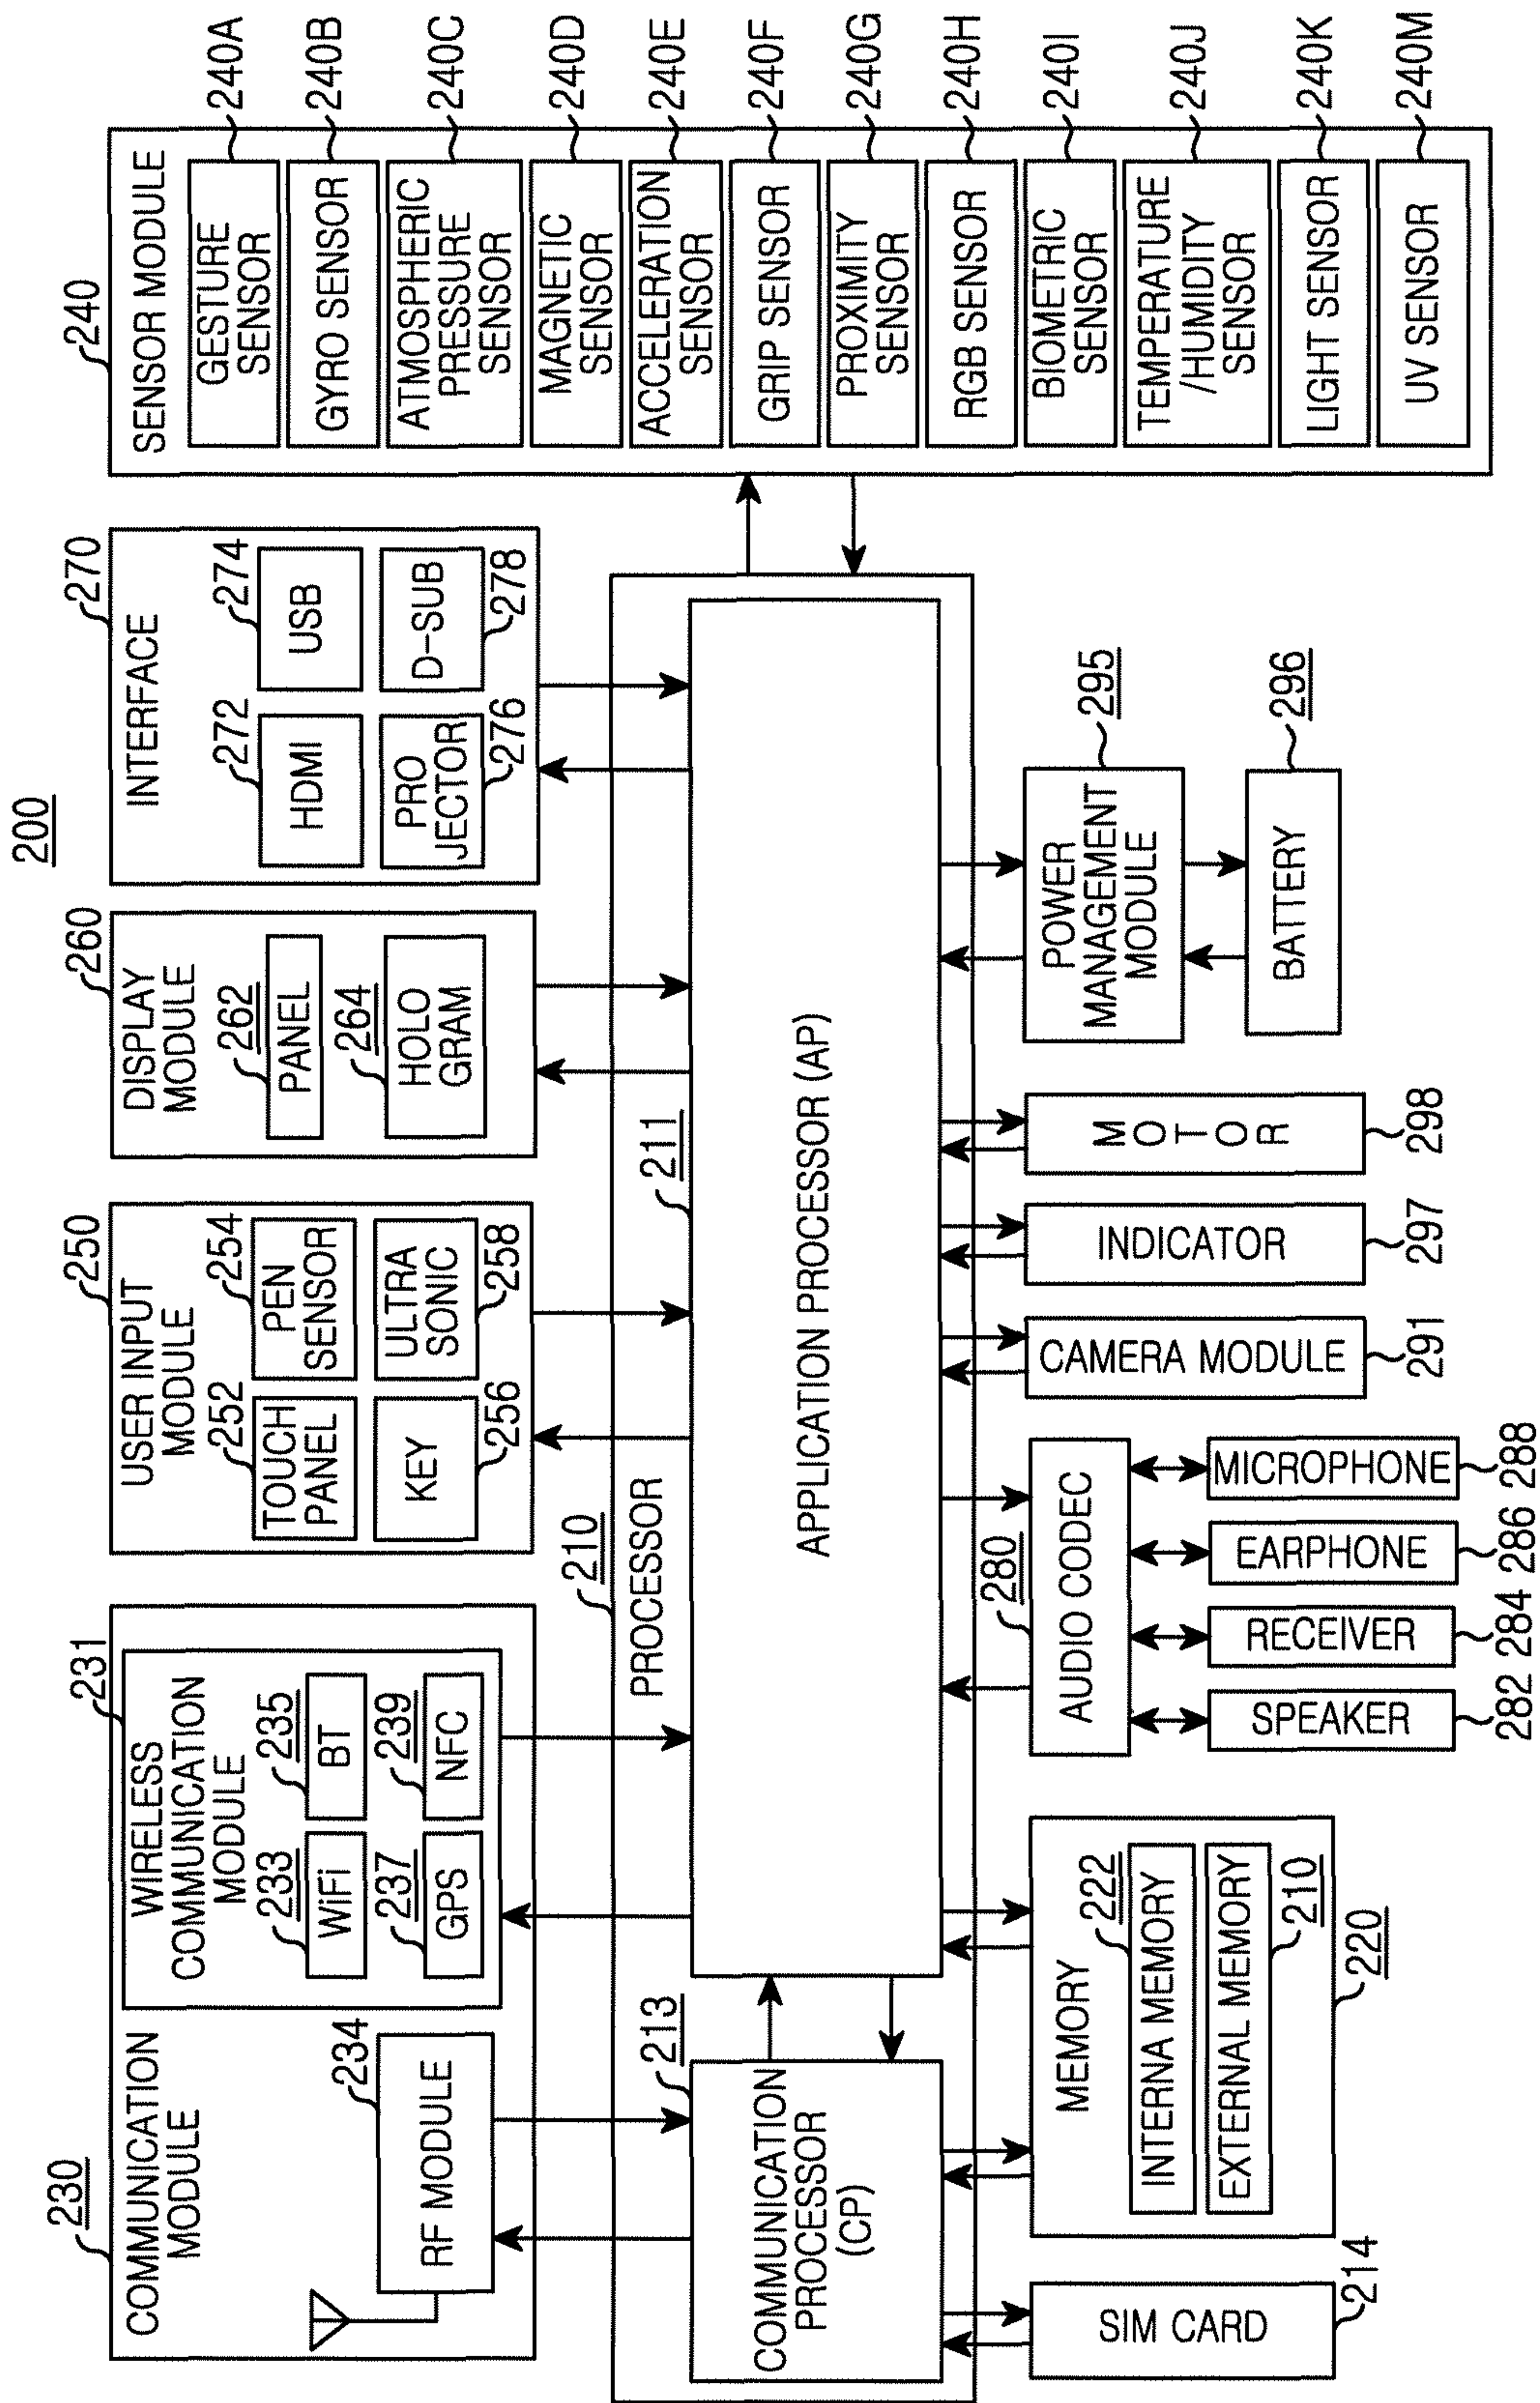 200
230
COMMUNICATION
MODULE
234
RF MODULE
231
WIRELESS
COMMUNICATION
MODULE
233
WiFi
235
BT
237
GPS
239
NFC
250
USER INPUT
MODULE
252
TOUCH
PANEL
254
PEN
SENSOR
KEY
256
ULTRA
SONIC
258
260
DISPLAY
MODULE
262
PANEL
264
HOLO
GRAM
270
INTERFACE
272
HDMI
274
USB
PRO
JECTOR
276
D-SUB
278
240
SENSOR MODULE
GESTURE
SENSOR
240A
GYRO SENSOR
240B
ATMOSPHERIC
PRESSURE
SENSOR
240C
MAGNETIC
SENSOR
240D
ACCELERATION
SENSOR
240E
GRIP SENSOR
240F
PROXIMITY
SENSOR
240G
RGB SENSOR
240H
BIOMETRIC
SENSOR
240I
TEMPERATURE
/HUMIDITY
SENSOR
240J
LIGHT SENSOR
240K
UV SENSOR
240M
210
PROCESSOR
213
COMMUNICATION
PROCESSOR
(CP)
211
APPLICATION PROCESSOR (AP)
SIM CARD
214
MEMORY
222
INTERNA MEMORY
EXTERNAL MEMORY
210
220
280
AUDIO CODEC
SPEAKER
282
RECEIVER
284
EARPHONE
286
MICROPHONE
288
CAMERA MODULE
291
INDICATOR
297
MOTOR
298
POWER
MANAGEMENT
MODULE
295
BATTERY
296